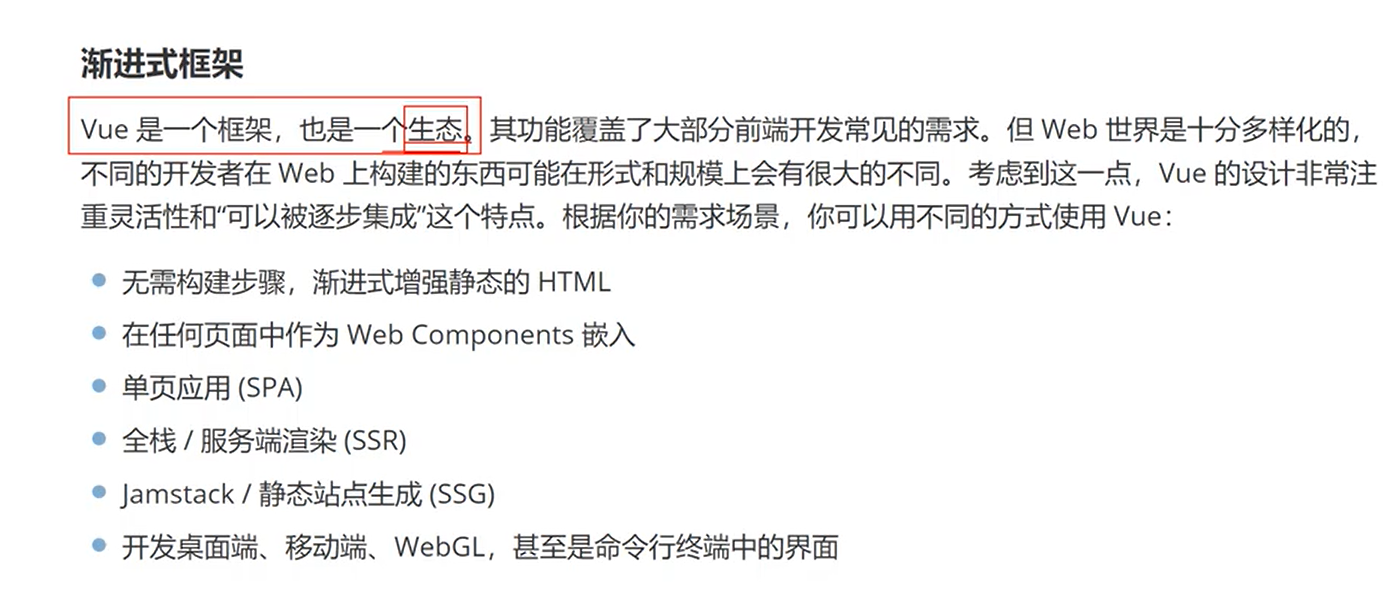 渐进式框架
Vue 是一个框架，也是一个生态。其功能覆盖了大部分前端开发常见的需求。但 Web 世界是十分多样化的，
不同的开发者在 Web 上构建的东西可能在形式和规模上会有很大的不同。考虑到这一点，Vue 的设计非常注
重灵活性和“可以被逐步集成”这个特点。根据你的需求场景，你可以用不同的方式使用 Vue：
无需构建步骤，渐进式增强静态的 HTML
在任何页面中作为 Web Components 嵌入
单页应用 (SPA)
全栈 / 服务端渲染 (SSR)
Jamstack / 静态站点生成 (SSG)
开发桌面端、移动端、WebGL，甚至是命令行终端中的界面